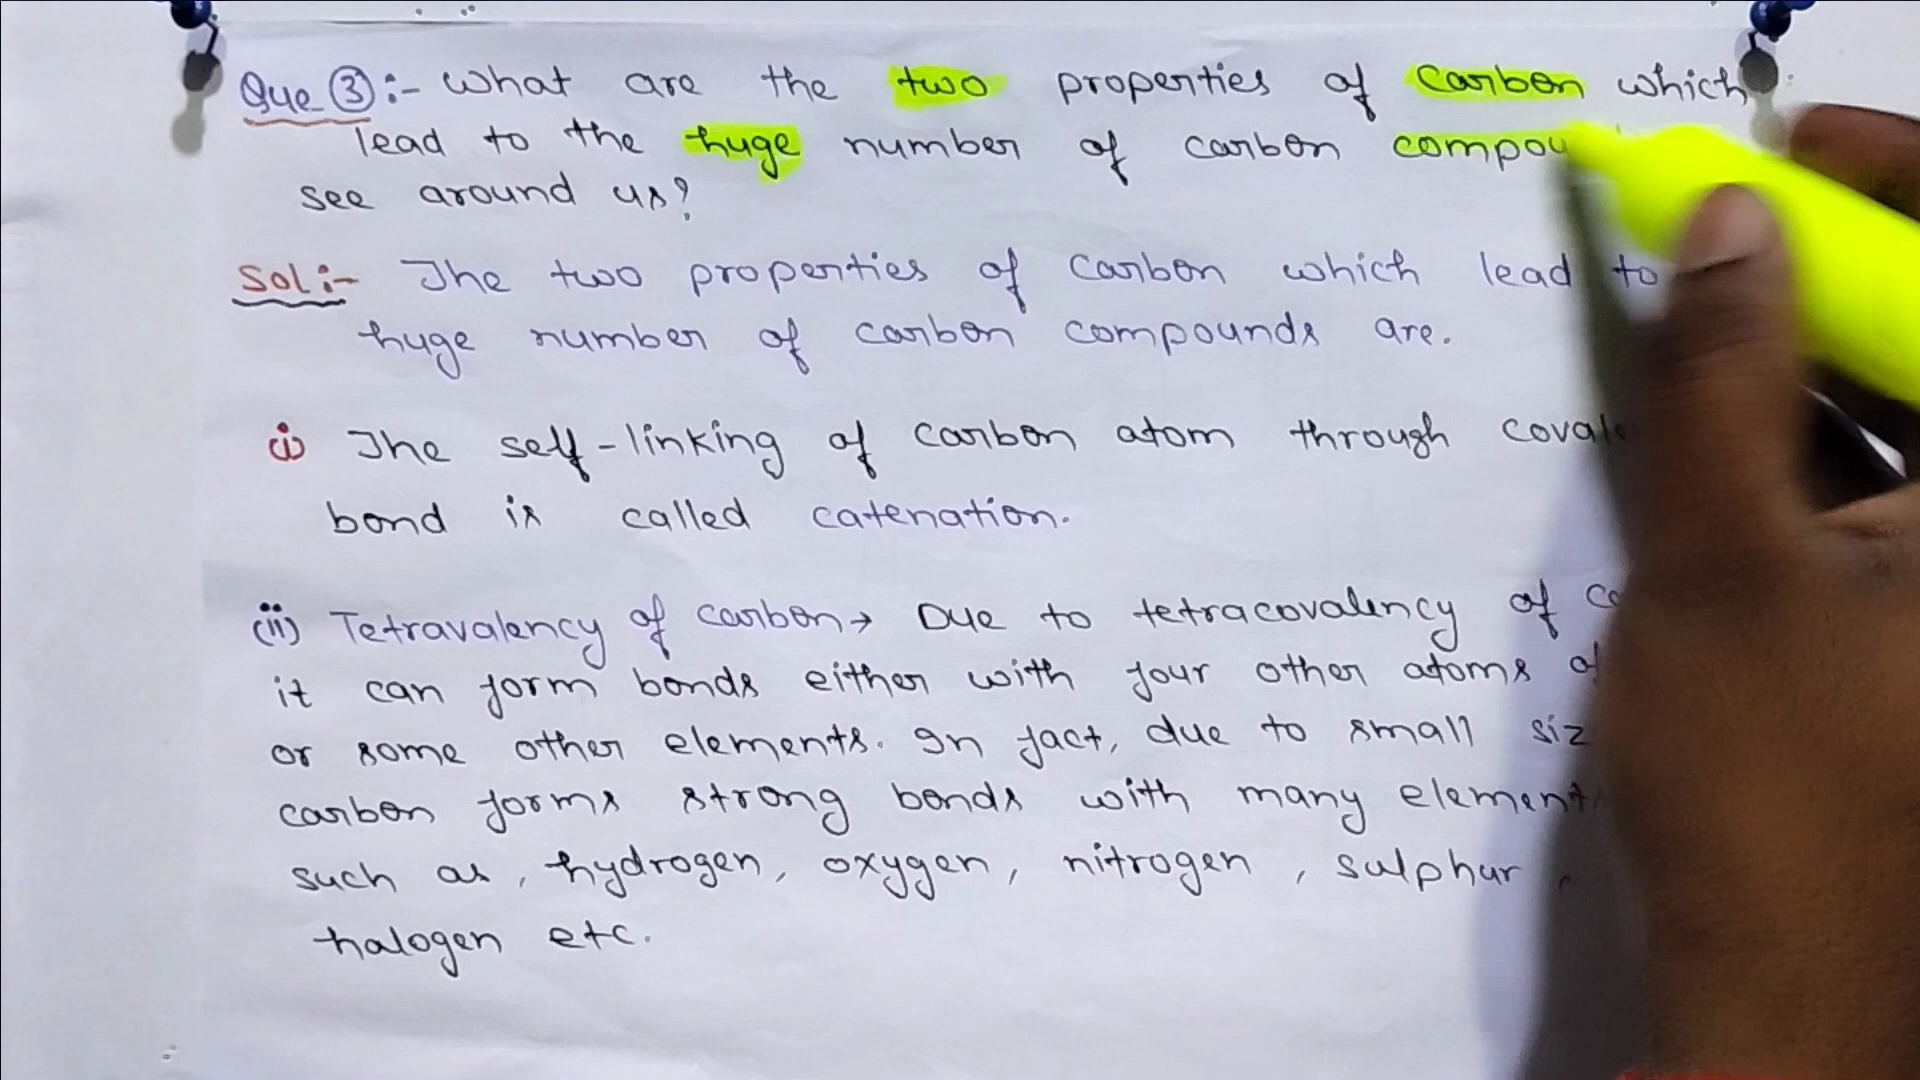 Que (3):- What are the two properties of carbon which
lead to the huge number of carbon
see around us?
Sol:- The two properties of carbon which lead to
huge number of carbon compounds are.
(i) The self-linking of carbon atom through
bond is called catenation.
(ii) Tetravalency of carbon→ Due to tetracovalency of
it can form bonds either with four other atoms
or some other elements. In fact, due to small
carbon forms strong bonds with many
such as, hydrogen, oxygen, nitrogen, sulphur
halogen etc.